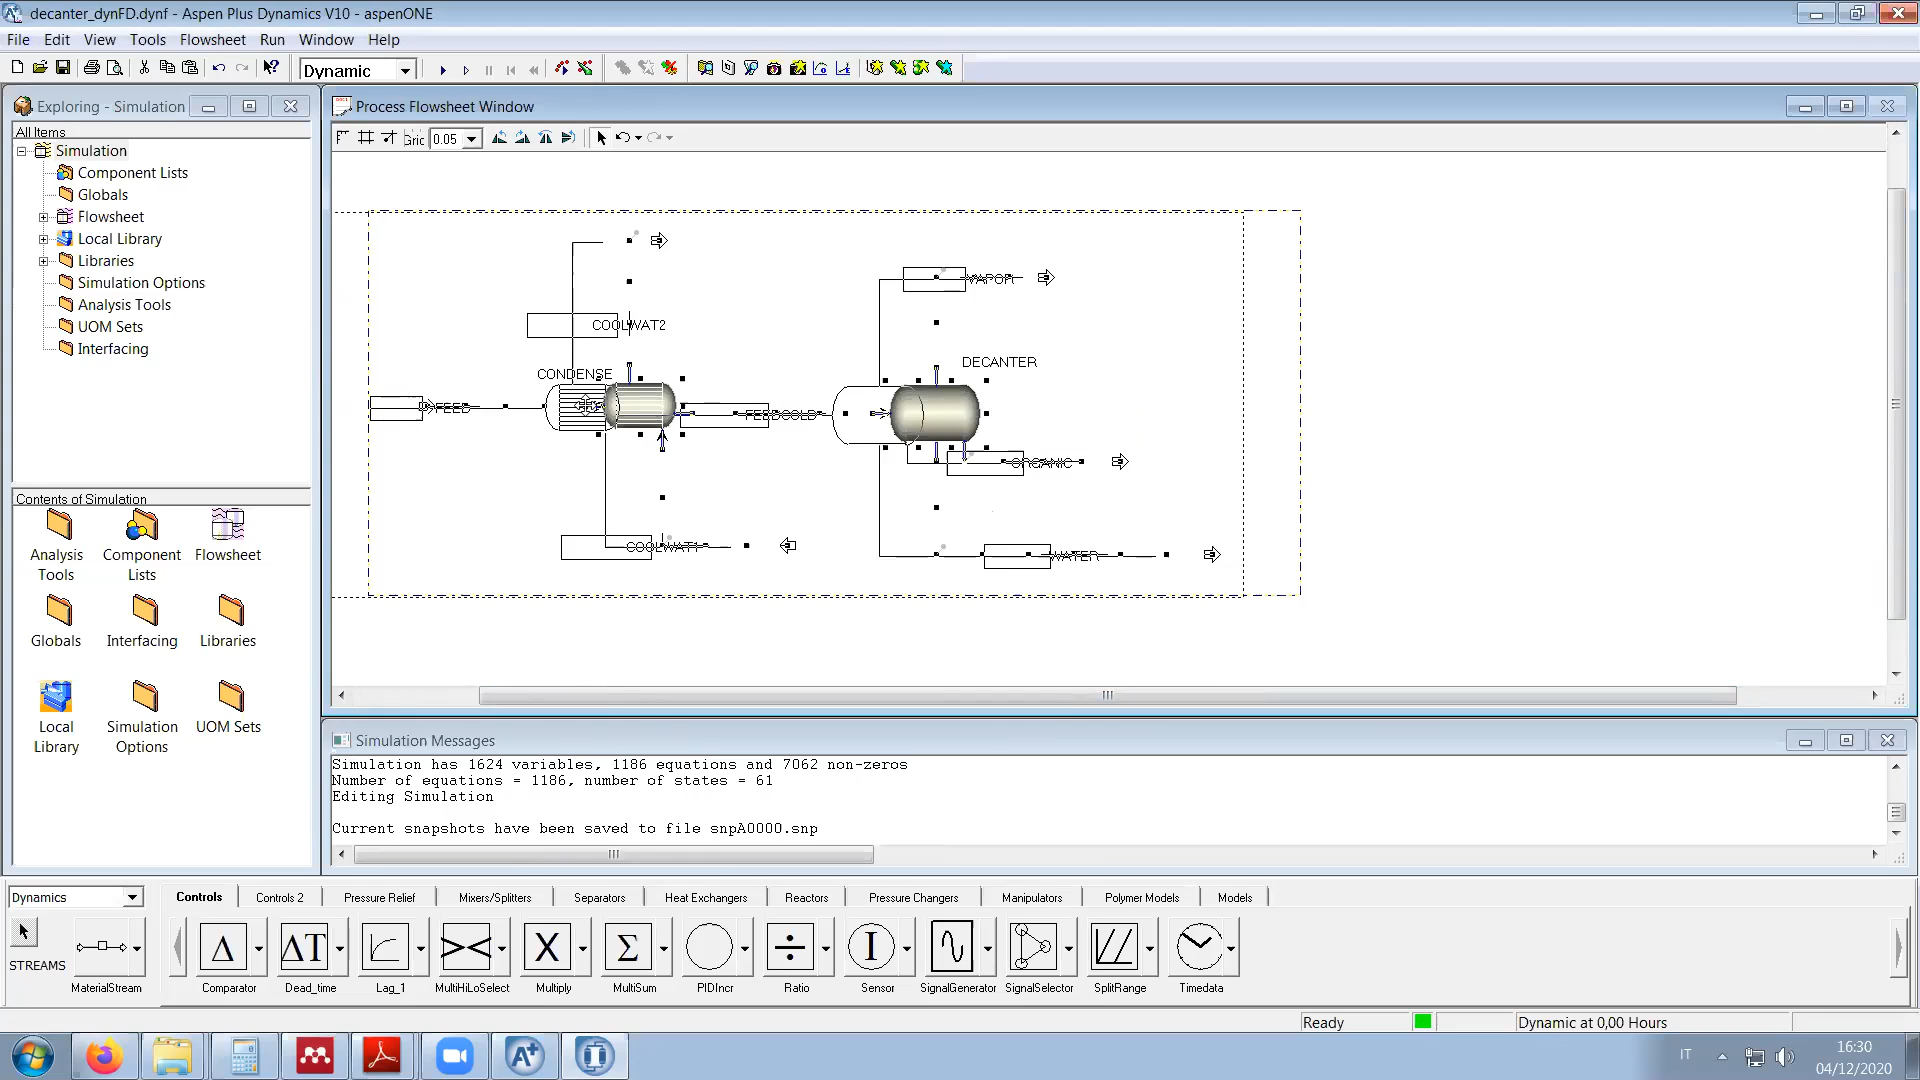 decanter_dynFD.dynf - Aspen Plus Dynamics V10 - aspenONE
File Edit View Tools Flowsheet Run Window Help
Dynamic
Exploring - Simulation
All Items
Simulation
Component Lists
Globals
Flowsheet
Local Library
Libraries
Simulation Options
Analysis Tools
UOM Sets
Interfacing
Contents of Simulation
Analysis Tools
Component Lists
Flowsheet
Globals
Interfacing
Libraries
Local Library
Simulation Options
UOM Sets
Process Flowsheet Window
Gric 0.05
VAPOR
COOLWAT2
DECANTER
CONDENSE
FEED
FEEDCOLD
ORGANIC
COOLWAT1
WATER
Simulation Messages
Simulation has 1624 variables, 1186 equations and 7062 non-zeros
Number of equations = 1186, number of states = 61
Editing Simulation
Current snapshots have been saved to file snpA0000.snp
Dynamics
Controls Controls 2 Pressure Relief Mixers/Splitters Separators Heat Exchangers Reactors Pressure Changers Manipulators Polymer Models Models
Δ ΔT >< X Σ ÷ I
STREAMS
MaterialStream Comparator Dead_time Lag_1 MultiHiLoSelect Multiply MultiSum PIDIncr Ratio Sensor SignalGenerator SignalSelector SplitRange Timedata
Ready Dynamic at 0,00 Hours
IT
16:30
04/12/2020